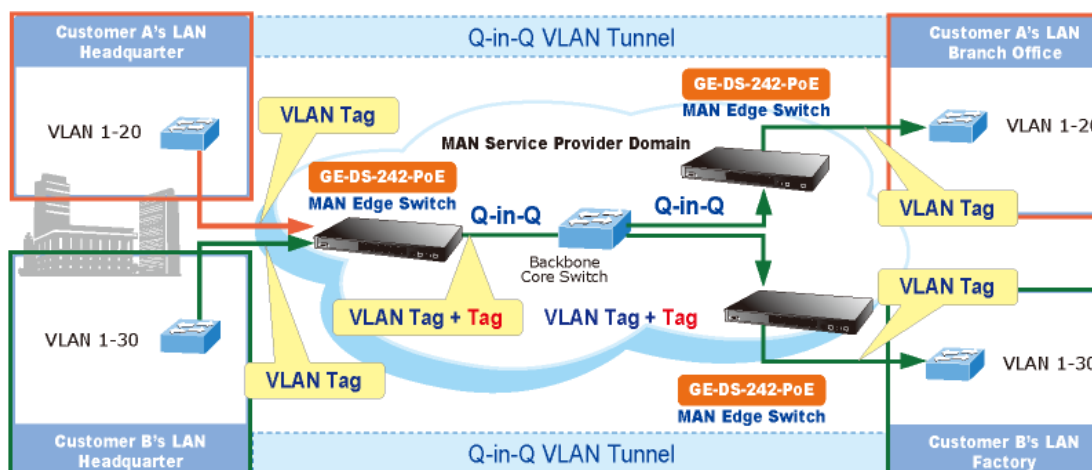 Customer A's LAN
Headquarter
Q-in-Q VLAN Tunnel
Customer A's LAN
Branch Office
VLAN 1-20
VLAN Tag
GE-DS-242-PoE
MAN Edge Switch
VLAN 1-20
MAN Service Provider Domain
GE-DS-242-PoE
MAN Edge Switch
Q-in-Q
Q-in-Q
VLAN Tag
Backbone
Core Switch
VLAN Tag
VLAN Tag + Tag
VLAN Tag + Tag
VLAN 1-30
VLAN Tag
VLAN 1-30
GE-DS-242-PoE
MAN Edge Switch
Customer B's LAN
Headquarter
Q-in-Q VLAN Tunnel
Customer B's LAN
Factory